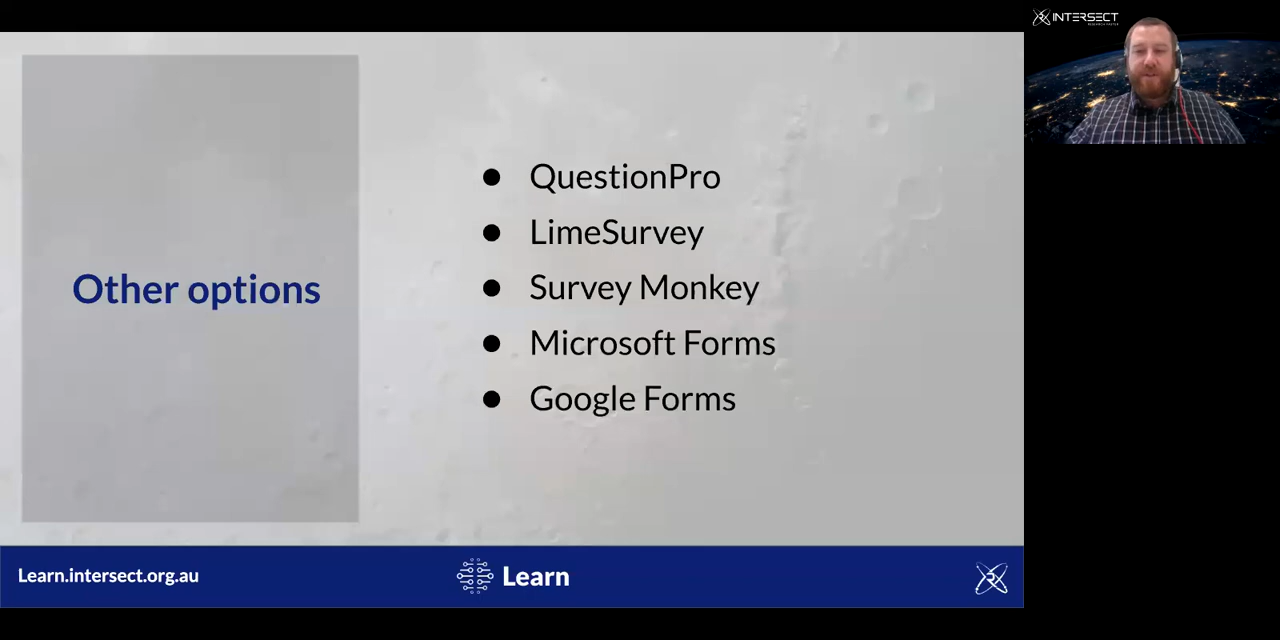 INTERSECT
Other options
● QuestionPro
● LimeSurvey
● Survey Monkey
● Microsoft Forms
● Google Forms
Learn.intersect.org.au
Learn